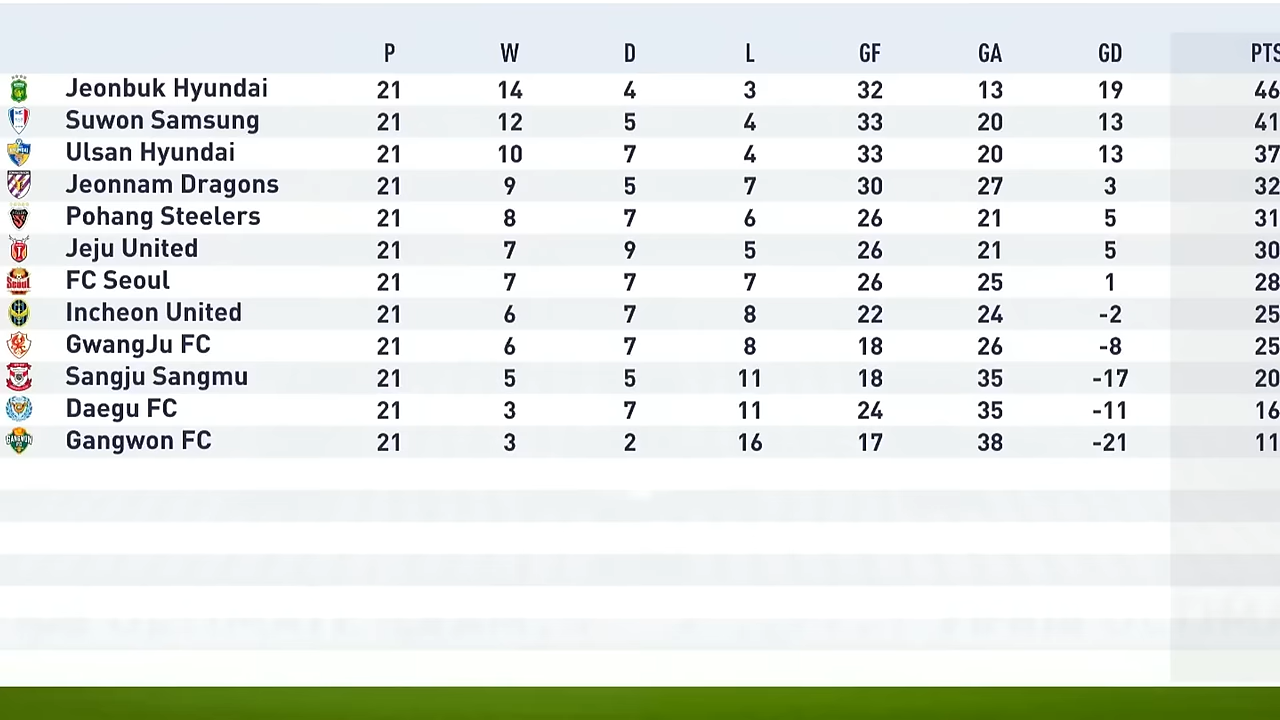 P W D L GF GA GD PTS
Jeonbuk Hyundai 21 14 4 3 32 13 19 46
Suwon Samsung 21 12 5 4 33 20 13 41
Ulsan Hyundai 21 10 7 4 33 20 13 37
Jeonnam Dragons 21 9 5 7 30 27 3 32
Pohang Steelers 21 8 7 6 26 21 5 31
Jeju United 21 7 9 5 26 21 5 30
FC Seoul 21 7 7 7 26 25 1 28
Incheon United 21 6 7 8 22 24 -2 25
GwangJu FC 21 6 7 8 18 26 -8 25
Sangju Sangmu 21 5 5 11 18 35 -17 20
Daegu FC 21 3 7 11 24 35 -11 16
Gangwon FC 21 3 2 16 17 38 -21 11